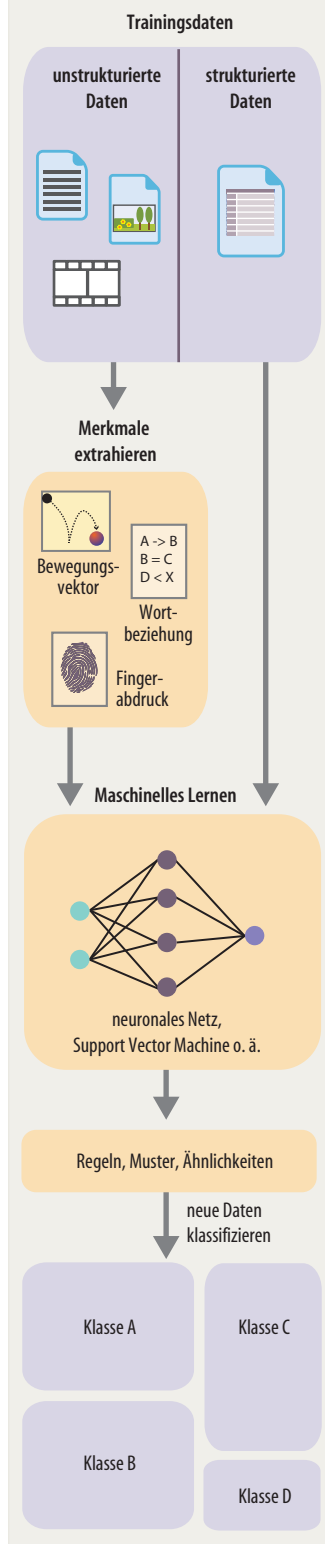 Trainingsdaten
unstrukturierte
Daten
strukturierte
Daten
Merkmale
extrahieren
Bewegungs-
vektor
A -> B
B = C
D < X
Wort-
beziehung
Finger-
abdruck
Maschinelles Lernen
neuronales Netz,
Support Vector Machine o. ä.
Regeln, Muster, Ähnlichkeiten
neue Daten
klassifizieren
Klasse A
Klasse C
Klasse B
Klasse D